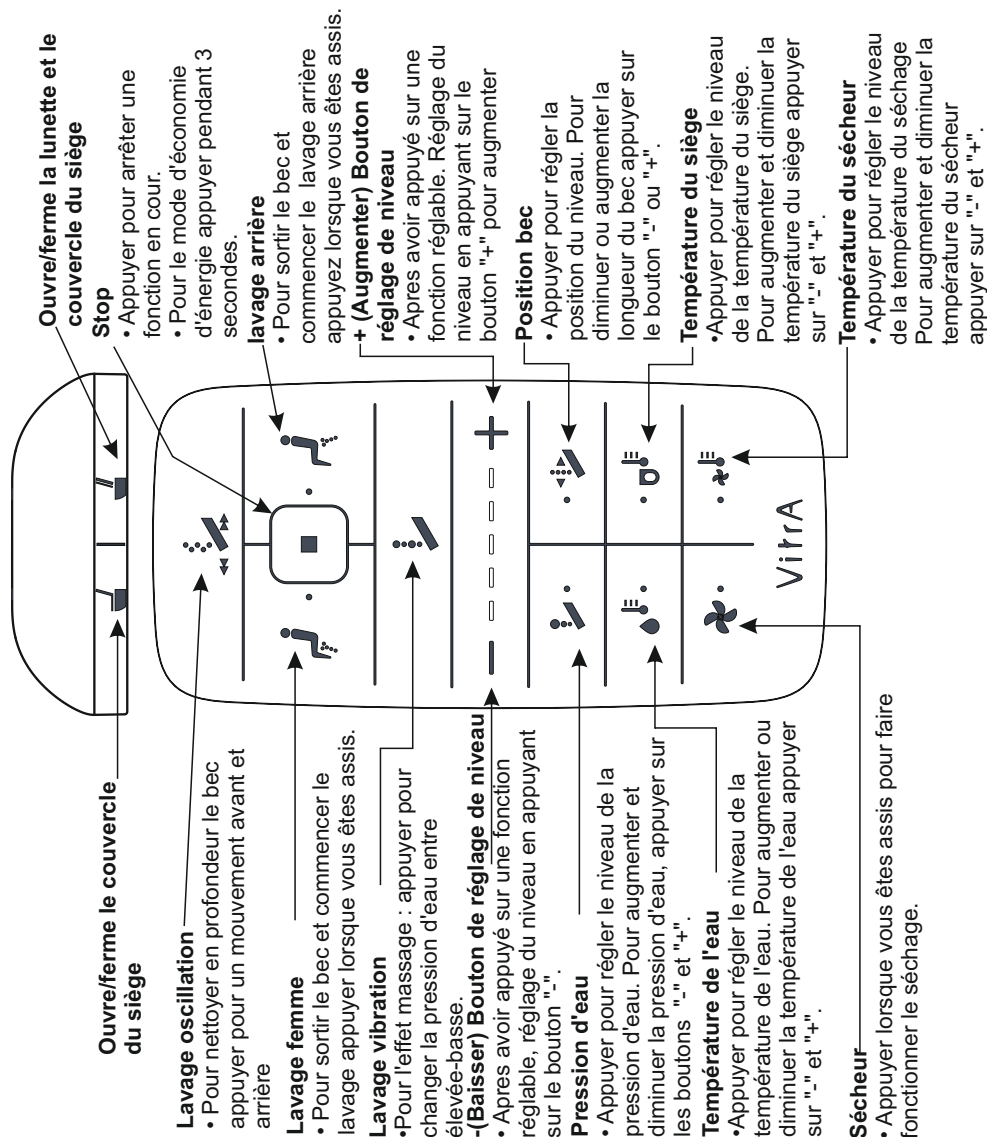 Ouvre/ferme le couvercle
du siège
Lavage oscillation
• Pour nettoyer en profondeur le bec
appuyer pour un mouvement avant et
arrière
Lavage femme
• Pour sortir le bec et commencer le
lavage appuyer lorsque vous êtes assis.
Lavage vibration
•Pour l'effet massage : appuyer pour
changer la pression d'eau entre
élevée-basse.
-(Baisser) Bouton de réglage de niveau
• Apres avoir appuyé sur une fonction
réglable, réglage du niveau en appuyant
sur le bouton "-".
Pression d'eau
• Appuyer pour régler le niveau de la
pression d'eau. Pour augmenter et
diminuer la pression d'eau, appuyer sur
les boutons "-" et "+".
Température de l'eau
•Appuyer pour régler le niveau de la
température de l'eau. Pour augmenter ou
diminuer la température de l'eau appuyer
sur "-" et "+".
Sécheur
• Appuyer lorsque vous êtes assis pour faire
fonctionner le séchage.
VitrA
Ouvre/ferme la lunette et le
couvercle du siège
Stop
• Appuyer pour arrêter une
fonction en cour.
• Pour le mode d'économie
d'énergie appuyer pendant 3
secondes.
lavage arrière
• Pour sortir le bec et
commencer le lavage arrière
appuyez lorsque vous êtes assis.
+ (Augmenter) Bouton de
réglage de niveau
• Apres avoir appuyé sur une
fonction réglable. Réglage du
niveau en appuyant sur le
bouton "+" pour augmenter
Position bec
• Appuyer pour régler la
position du niveau. Pour
diminuer ou augmenter la
longueur du bec appuyer sur
le bouton "-" ou "+".
Température du siège
•Appuyer pour régler le niveau
de la température du siège.
Pour augmenter et diminuer la
température du siège appuyer
sur "-" et "+".
Température du sécheur
• Appuyer pour régler le niveau
de la température du séchage
Pour augmenter et diminuer la
température du sécheur
appuyer sur "-" et "+".